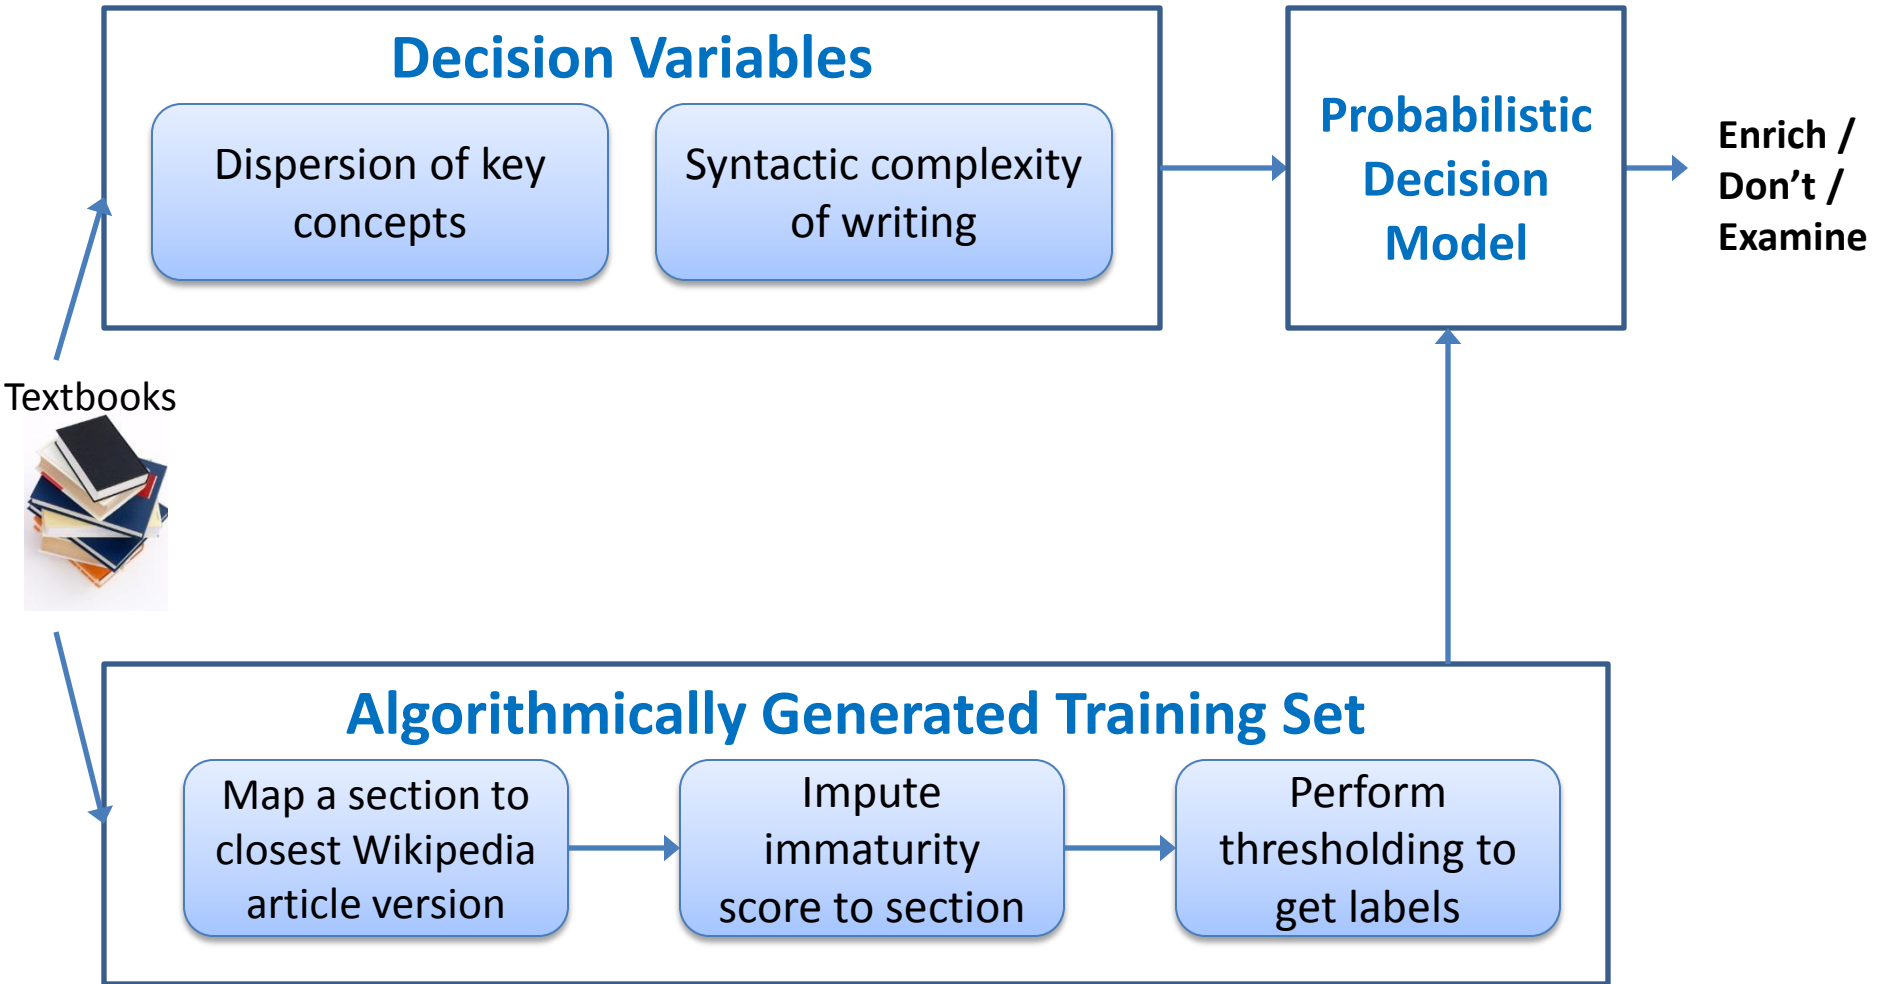 Decision Variables
Dispersion of key
concepts
Syntactic complexity
of writing
Probabilistic
Decision
Model
Enrich /
Don’t /
Examine
Textbooks
Algorithmically Generated Training Set
Map a section to
closest Wikipedia
article version
Impute
immaturity
score to section
Perform
thresholding to
get labels